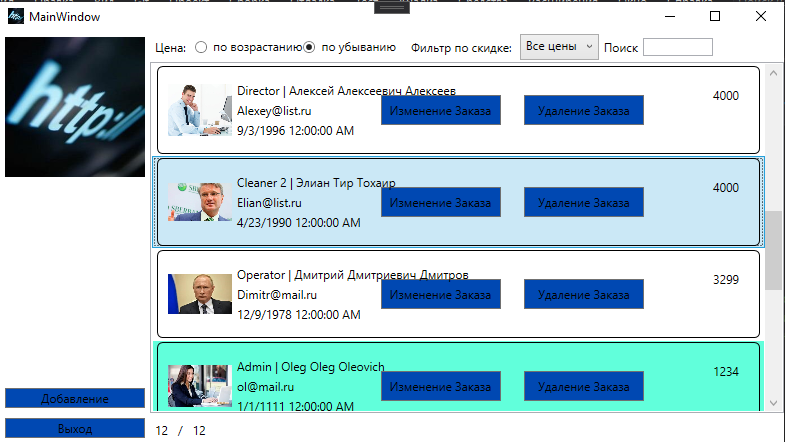 MainWindow
Цена: по возрастанию по убыванию Фильтр по скидке: Все цены Поиск
http://
Director | Алексей Алексеевич Алексеев
4000
Alexey@list.ru
Изменение Заказа Удаление Заказа
9/3/1996 12:00:00 AM
Cleaner 2 | Элиан Тир Тохаир
4000
Elian@list.ru
Изменение Заказа Удаление Заказа
4/23/1990 12:00:00 AM
Operator | Дмитрий Дмитриевич Дмитров
3299
Dimitr@mail.ru
Изменение Заказа Удаление Заказа
12/9/1978 12:00:00 AM
Admin | Oleg Oleg Oleovich
1234
ol@mail.ru
Изменение Заказа Удаление Заказа
1/1/1111 12:00:00 AM
Добавление
Выход
12 / 12